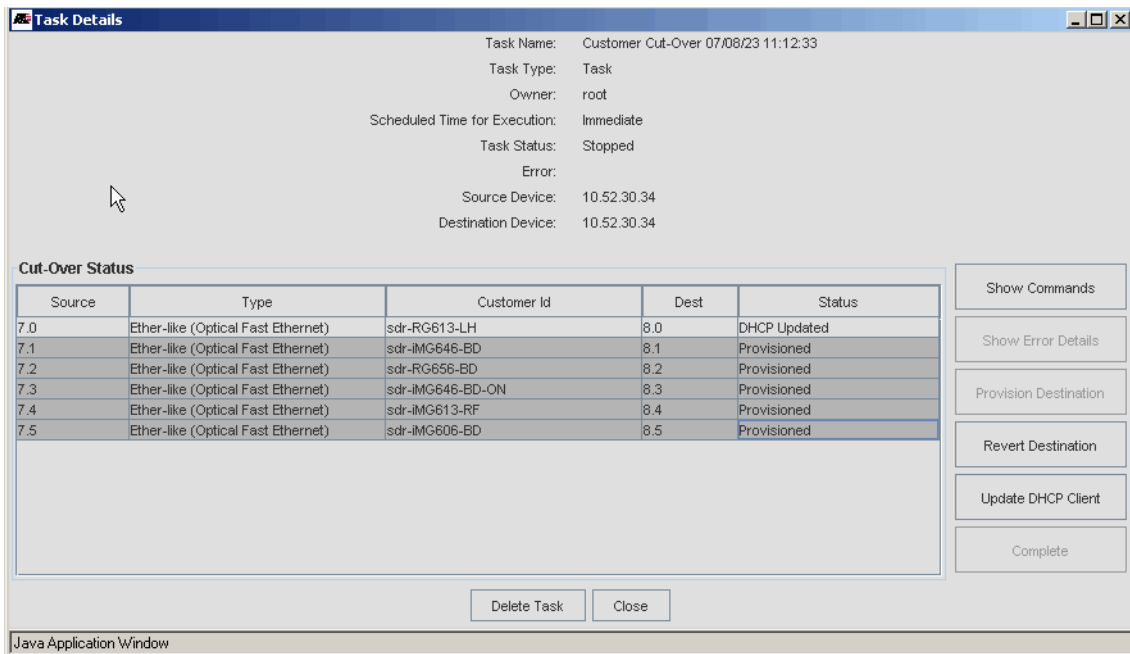 Task Details
Task Name: Customer Cut-Over 07/08/23 11:12:33
Task Type: Task
Owner: root
Scheduled Time for Execution: Immediate
Task Status: Stopped
Error:
Source Device: 10.52.30.34
Destination Device: 10.52.30.34
Cut-Over Status
Source Type Customer Id Dest Status
7.0 Ether-like (Optical Fast Ethernet) sdr-RG613-LH 8.0 DHCP Updated
7.1 Ether-like (Optical Fast Ethernet) sdr-iMG646-BD 8.1 Provisioned
7.2 Ether-like (Optical Fast Ethernet) sdr-RG656-BD 8.2 Provisioned
7.3 Ether-like (Optical Fast Ethernet) sdr-iMG646-BD-ON 8.3 Provisioned
7.4 Ether-like (Optical Fast Ethernet) sdr-iMG613-RF 8.4 Provisioned
7.5 Ether-like (Optical Fast Ethernet) sdr-iMG606-BD 8.5 Provisioned
Show Commands
Show Error Details
Provision Destination
Revert Destination
Update DHCP Client
Complete
Delete Task Close
Java Application Window